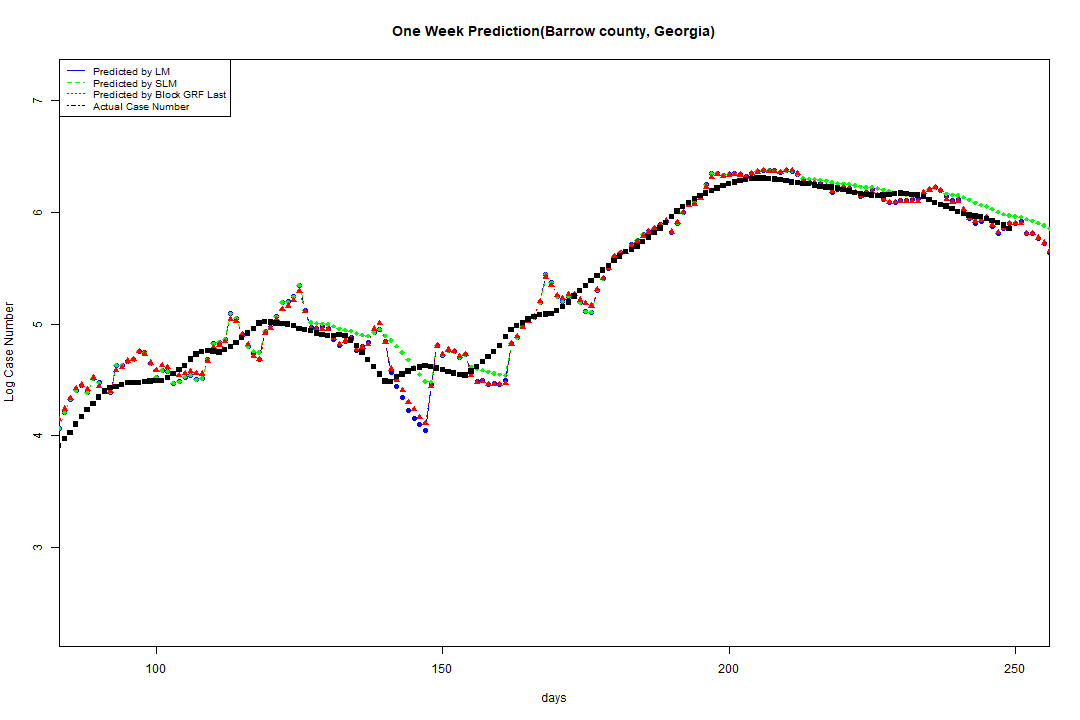 One Week Prediction(Barrow county, Georgia)
Predicted by LM
Predicted by SLM
Predicted by Block GRF Last
Actual Case Number
Log Case Number
7
6
5
4
3
100 150 200 250
days